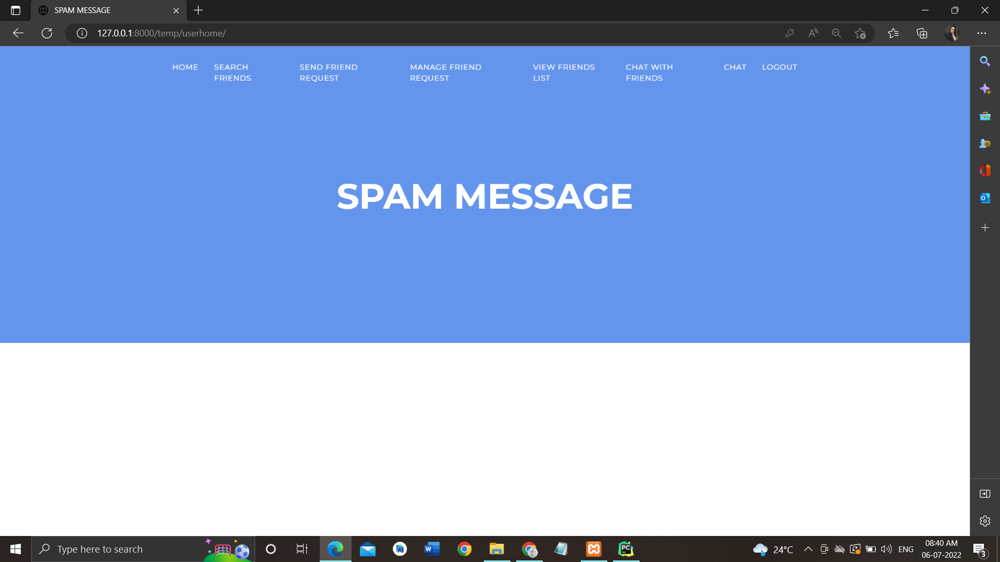 SPAM MESSAGE
127.0.0.1:8000/temp/userhome/
HOME
SEARCH
FRIENDS
SEND FRIEND
REQUEST
MANAGE FRIEND
REQUEST
VIEW FRIENDS
LIST
CHAT WITH
FRIENDS
CHAT
LOGOUT
SPAM MESSAGE
Type here to search
24°C
ENG
08:40 AM
06-07-2022
3